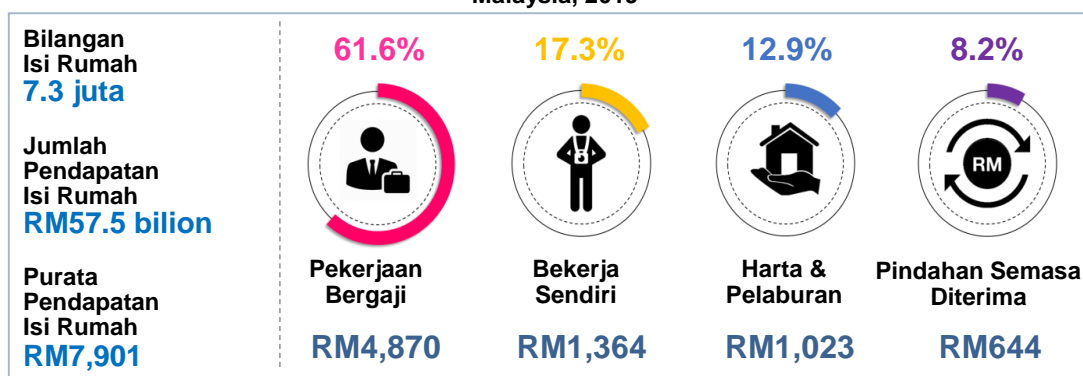 Bilangan
Isi Rumah
7.3 juta
Jumlah
Pendapatan
Isi Rumah
RM57.5 bilion
Purata
Pendapatan
Isi Rumah
RM7,901
61.6%
17.3%
12.9%
8.2%
RM
Pekerjaan
Bergaji
Bekerja
Sendiri
Harta &
Pelaburan
Pindahan Semasa
Diterima
RM4,870
RM1,364
RM1,023
RM644